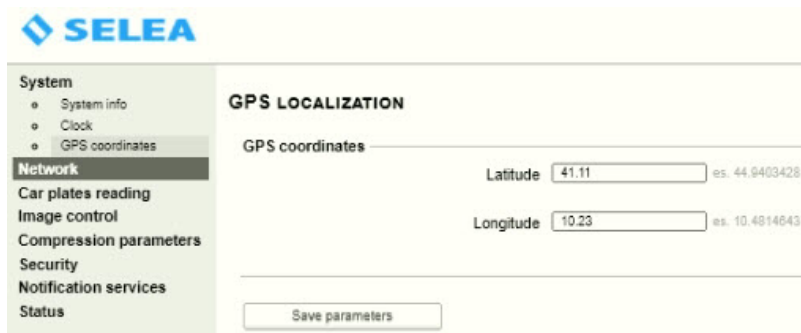 SELEA
System
System info
Clock
GPS coordinates
Network
Car plates reading
Image control
Compression parameters
Security
Notification services
Status
GPS LOCALIZATION
GPS coordinates
Latitude 41.11 es. 44.9403428
Longitude 10.23 es. 10.4814643
Save parameters